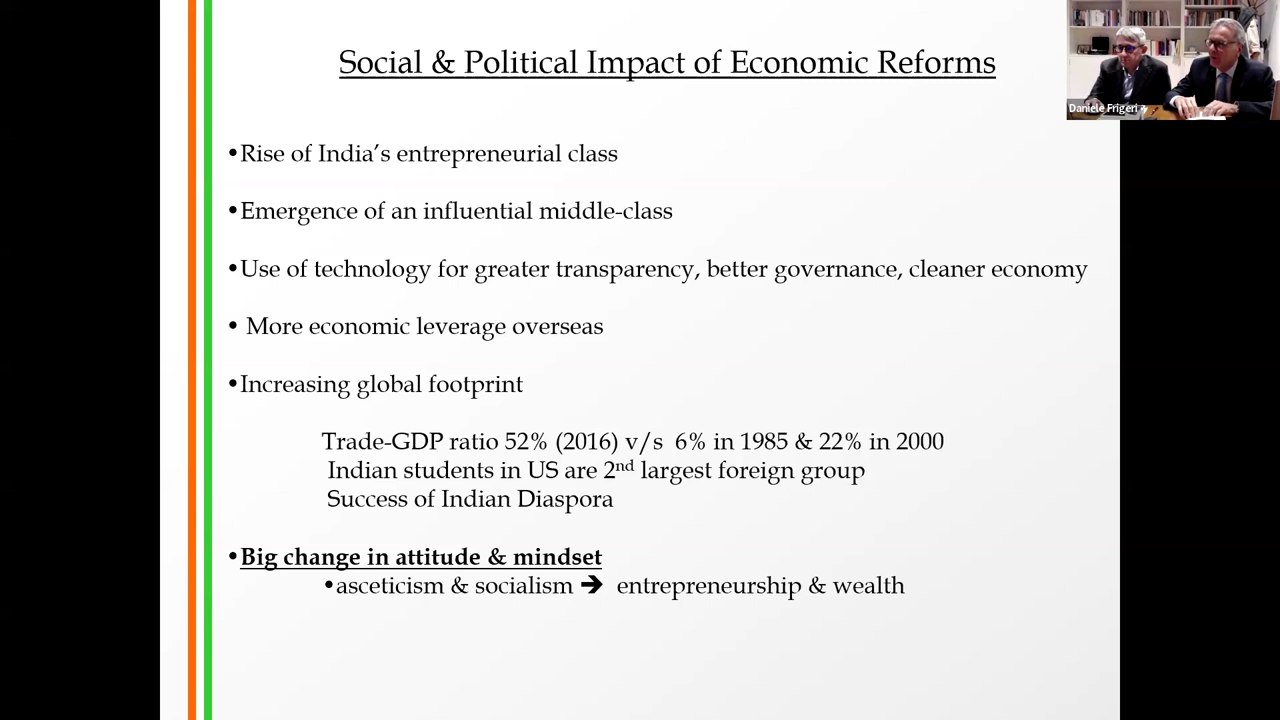 Social & Political Impact of Economic Reforms
Daniele Frigeri
•Rise of India’s entrepreneurial class
•Emergence of an influential middle-class
•Use of technology for greater transparency, better governance, cleaner economy
• More economic leverage overseas
•Increasing global footprint
Trade-GDP ratio 52% (2016) v/s 6% in 1985 & 22% in 2000
Indian students in US are 2nd largest foreign group
Success of Indian Diaspora
•Big change in attitude & mindset
•asceticism & socialism ➔ entrepreneurship & wealth